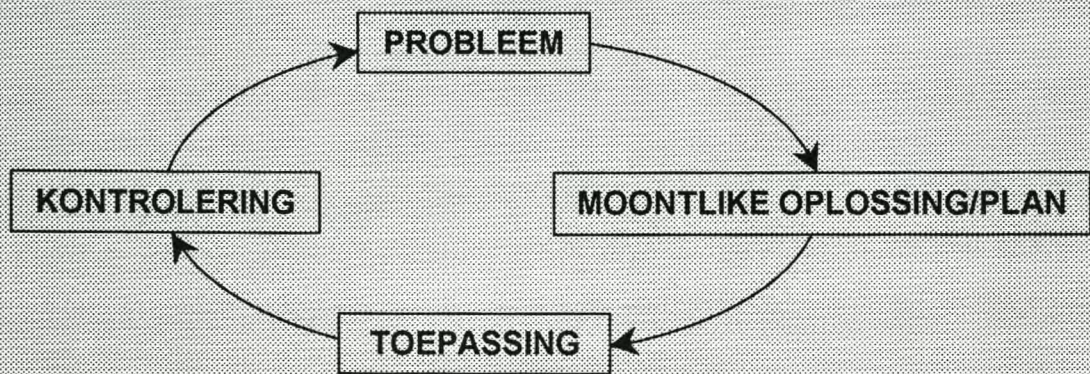 PROBLEEM
MOONTLIKE OPLOSSING/PLAN
TOEPASSING
KONTROLERING